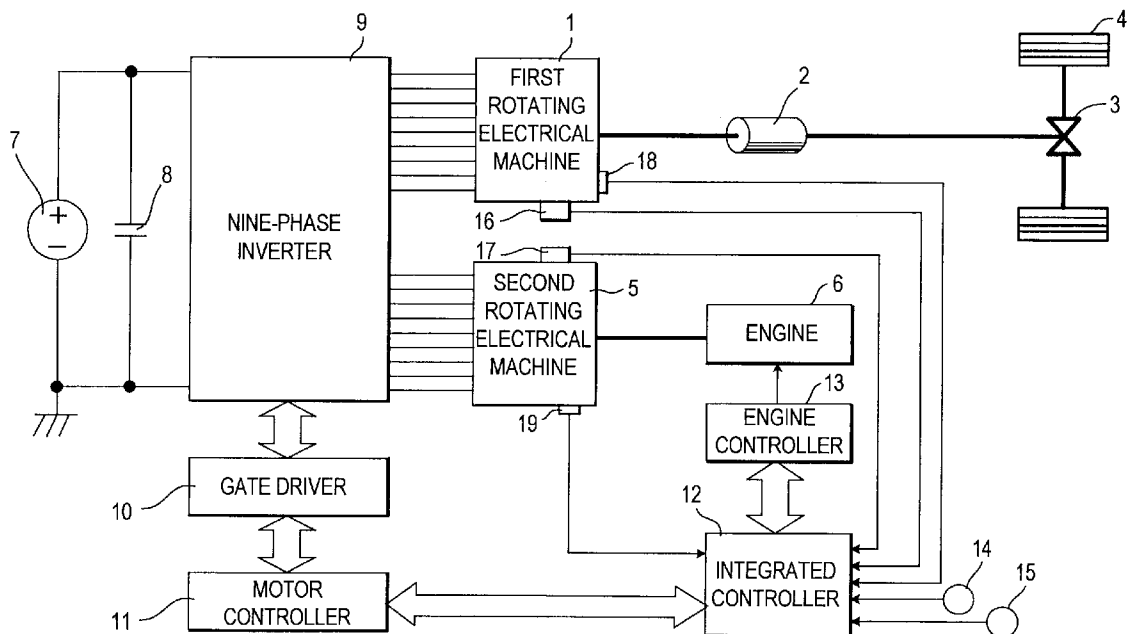 9
1
4
FIRST
ROTATING
ELECTRICAL
MACHINE
2
3
7
+
−
8
18
16
NINE-PHASE
INVERTER
17
SECOND
ROTATING
ELECTRICAL
MACHINE
5
6
ENGINE
13
19
ENGINE
CONTROLLER
10
GATE DRIVER
12
11
MOTOR
CONTROLLER
INTEGRATED
CONTROLLER
14
15